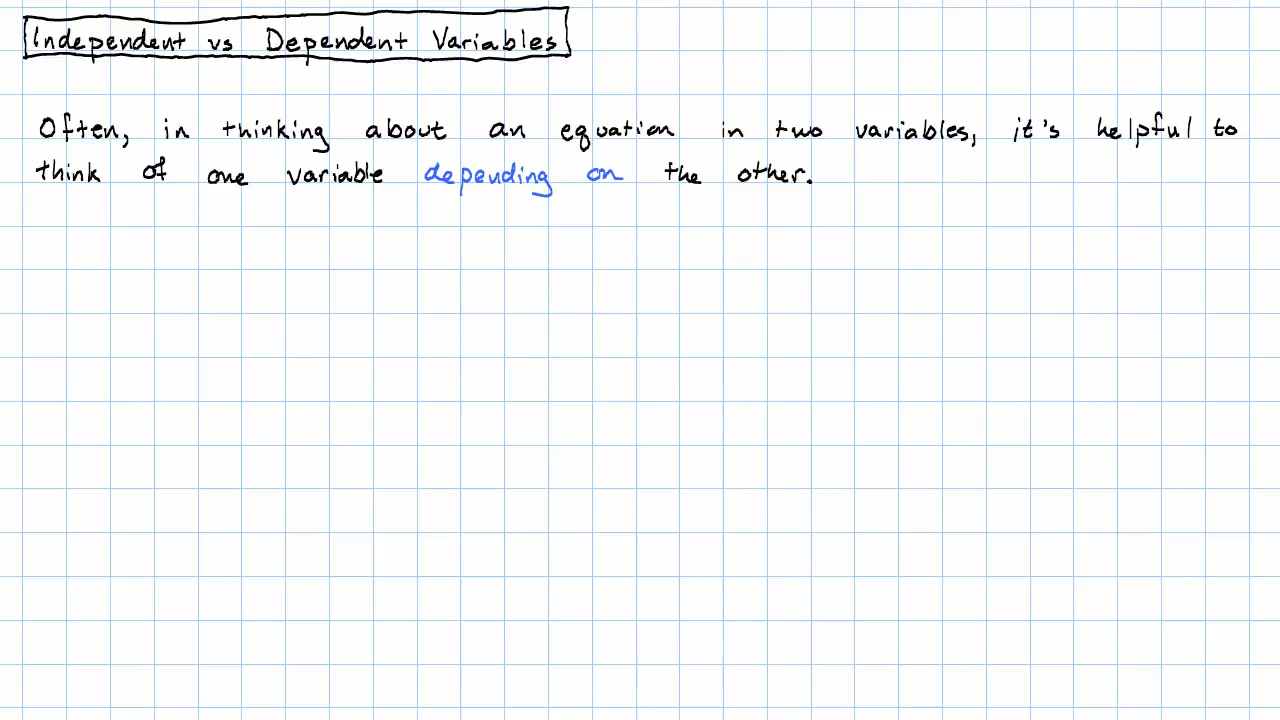 Independent vs Dependent Variables
Often, in thinking about an equation in two variables, it's helpful to
think of one variable depending on the other.